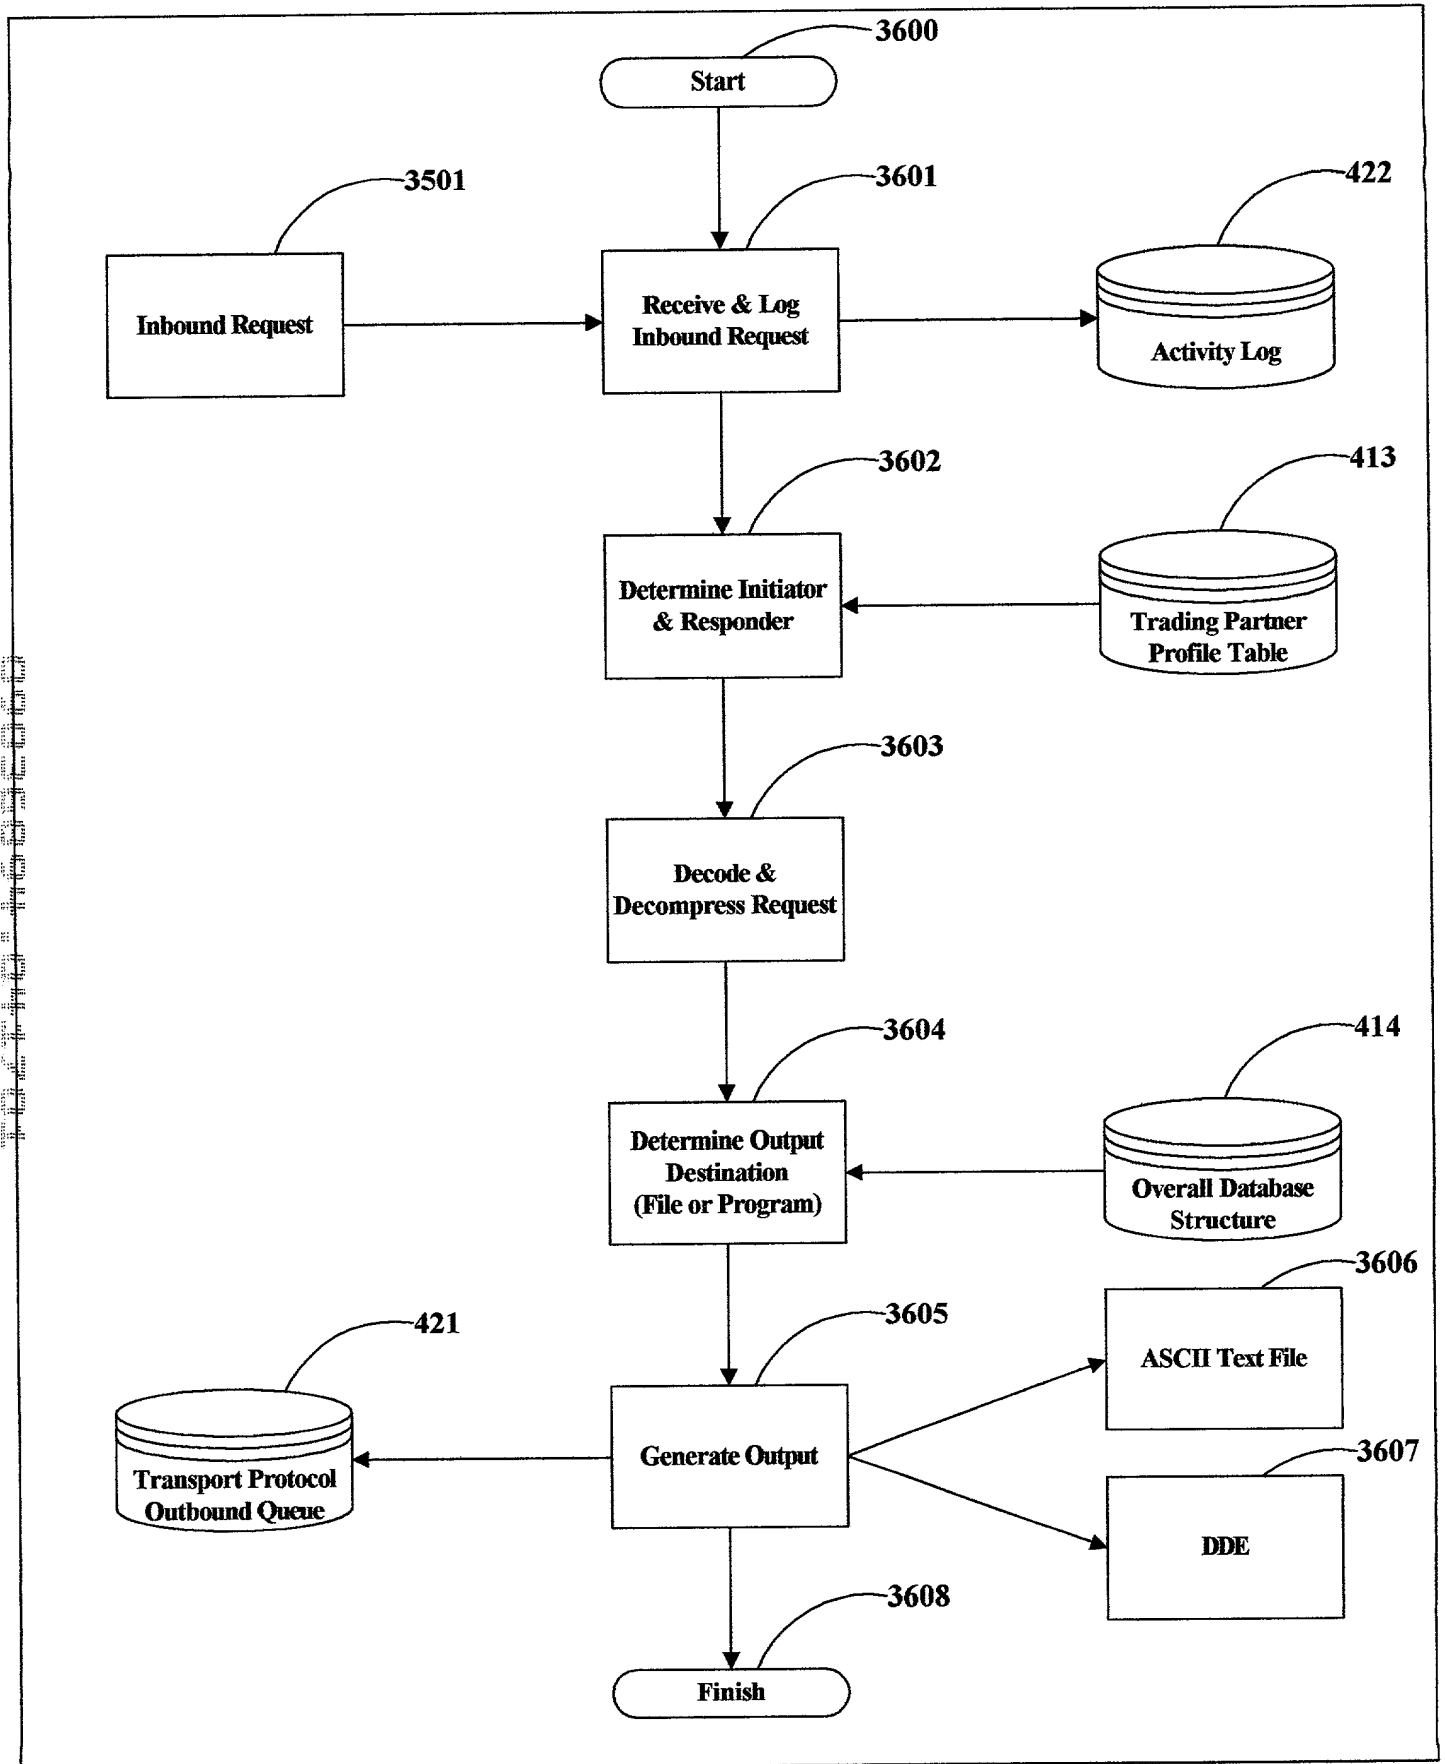 3600
Start
3501
3601
422
Inbound Request
Receive & Log
Inbound Request
Activity Log
3602
413
Determine Initiator
& Responder
Trading Partner
Profile Table
3603
Decode &
Decompress Request
3604
414
Determine Output
Destination
(File or Program)
Overall Database
Structure
3606
421
3605
ASCII Text File
Transport Protocol
Outbound Queue
Generate Output
3607
DDE
3608
Finish